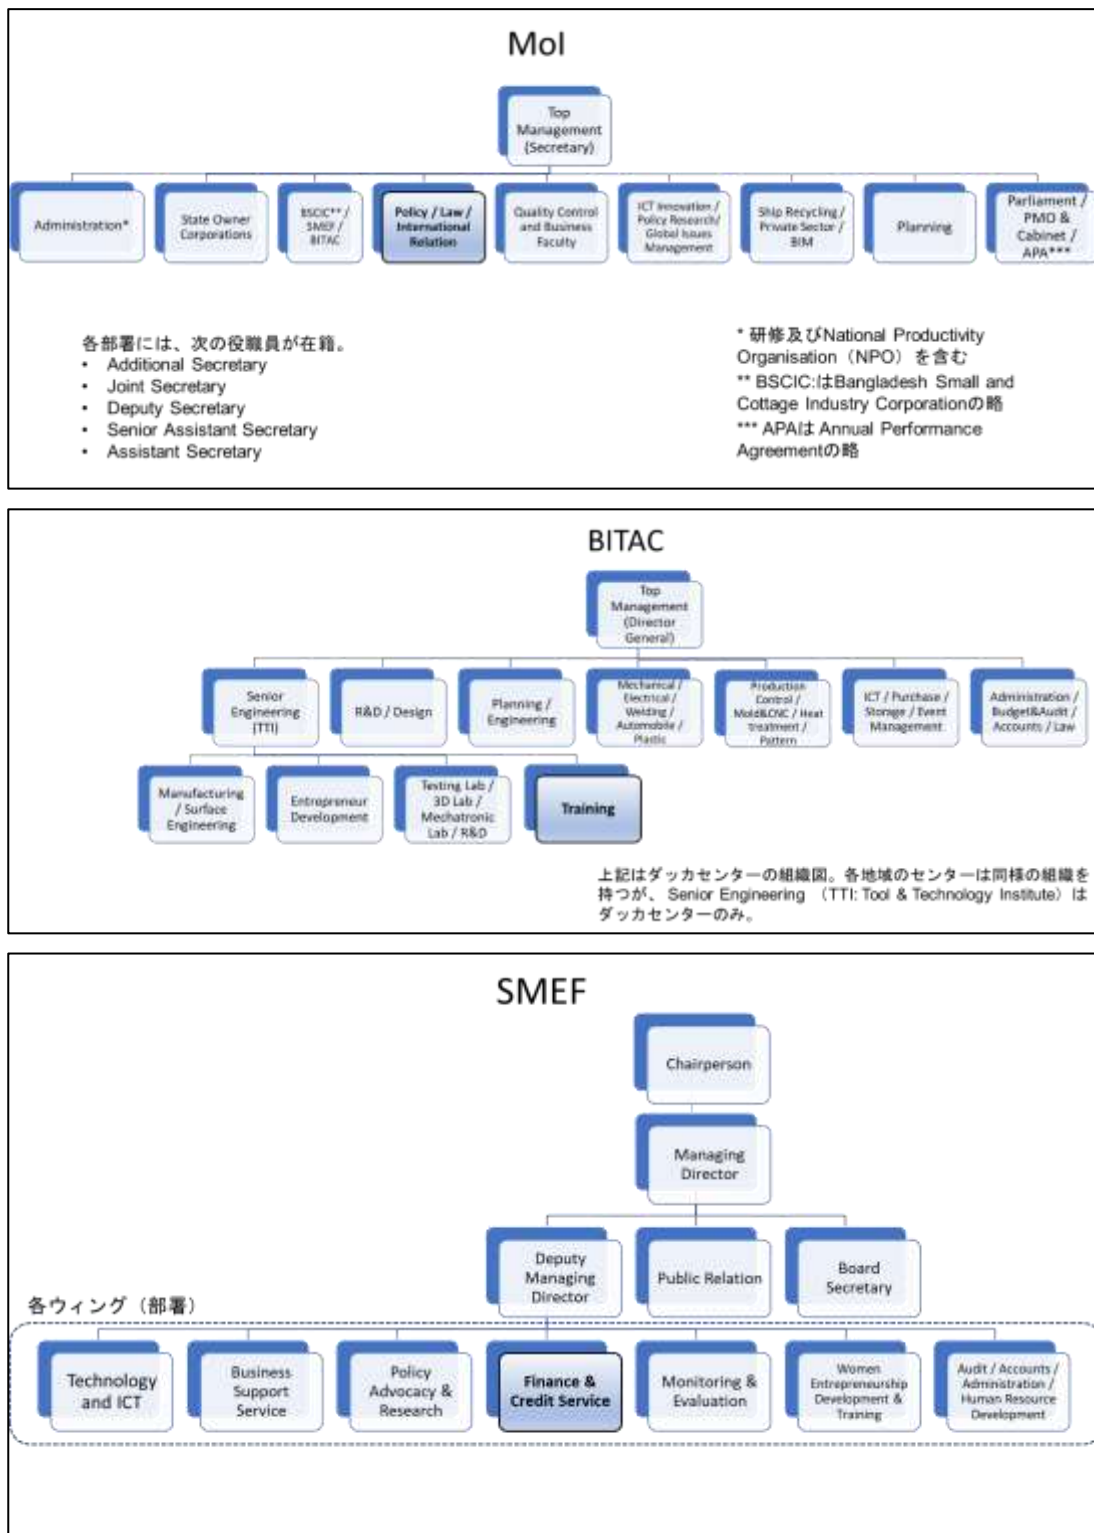 MoI
Top
Management
(Secretary)
Administration*
State Owner
Corporations
BSCIC** /
SMEF /
BITAC
Policy / Law /
International
Relation
Quality Control
and Business
Faculty
ICT Innovation /
Policy Research/
Global Issues
Management
Ship Recycling /
Private Sector /
BIM
Planning
Parliament /
PMO &
Cabinet /
APA***
各部署には、次の役職員が在籍。
• Additional Secretary
• Joint Secretary
• Deputy Secretary
• Senior Assistant Secretary
• Assistant Secretary
* 研修及びNational Productivity
Organisation（NPO）を含む
** BSCIC:はBangladesh Small and
Cottage Industry Corporationの略
*** APAは Annual Performance
Agreementの略
BITAC
Top
Management
(Director
General)
Senior
Engineering
(TTI)
R&D / Design
Planning /
Engineering
Mechanical /
Electrical /
Welding /
Automobile /
Plastic
Production
Control /
Mold&CNC / Heat
treatment /
Pattern
ICT / Purchase /
Storage / Event
Management
Administration /
Budget&Audit /
Accounts / Law
Manufacturing
/ Surface
Engineering
Entrepreneur
Development
Testing Lab /
3D Lab /
Mechatronic
Lab / R&D
Training
上記はダッカセンターの組織図。各地域のセンターは同様の組織を
持つが、 Senior Engineering （TTI: Tool & Technology Institute）は
ダッカセンターのみ。
SMEF
Chairperson
Managing
Director
Deputy
Managing
Director
Public Relation
Board
Secretary
各ウィング（部署）
Technology
and ICT
Business
Support
Service
Policy
Advocacy &
Research
Finance &
Credit Service
Monitoring &
Evaluation
Women
Entrepreneurship
Development &
Training
Audit / Accounts /
Administration /
Human Resource
Development